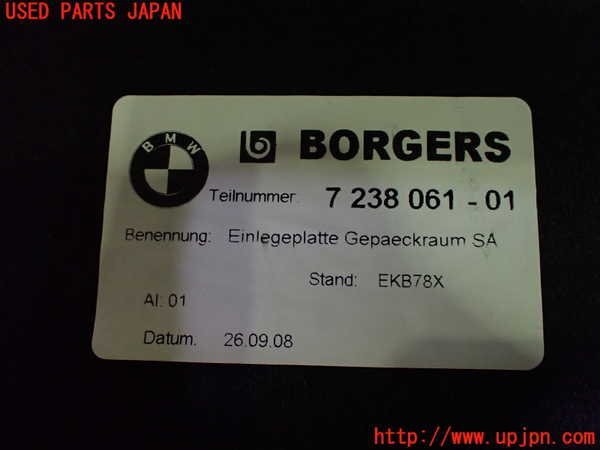 USED PARTS JAPAN
BMW BORGERS
Teilnummer. 7 238 061 - 01
Benennung: Einlegeplatte Gepaeckraum SA
Stand: EKB78X
AI: 01
Datum. 26.09.08
http://www.upjpn.com/